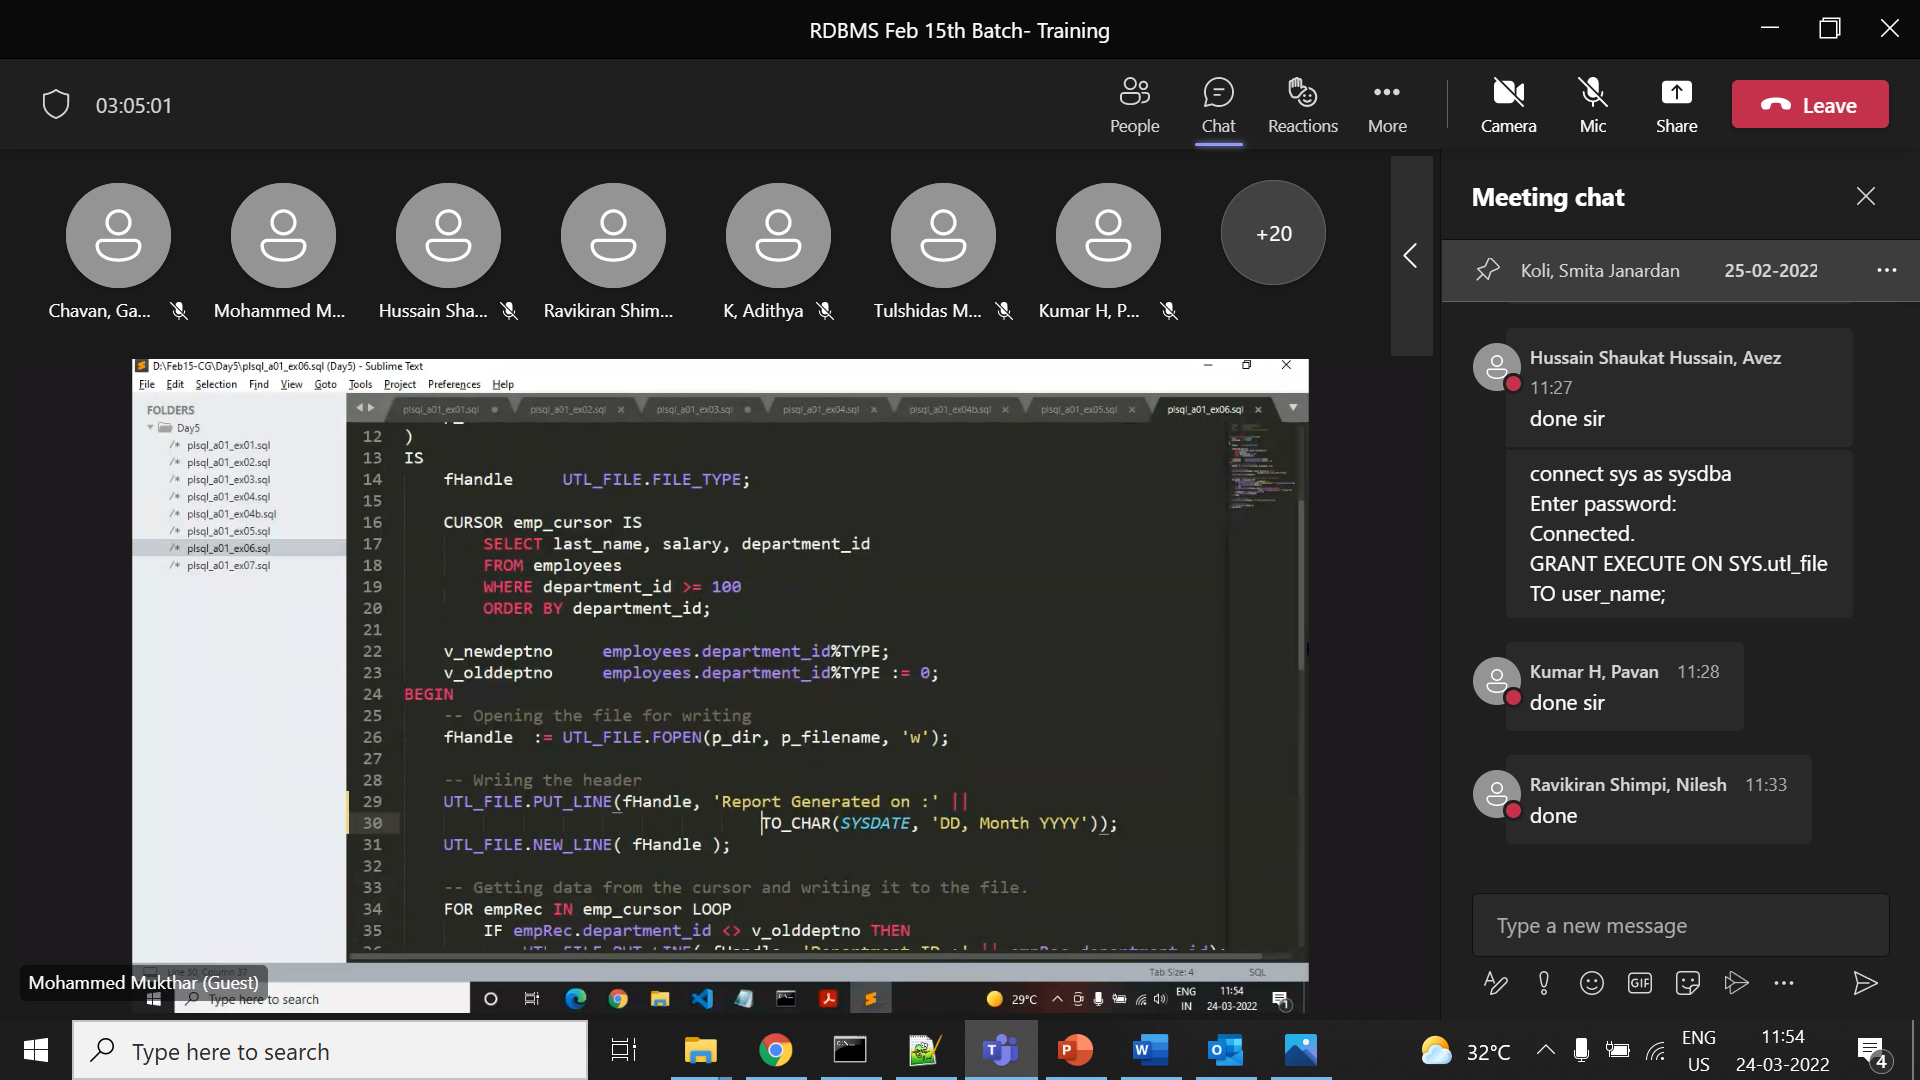 RDBMS Feb 15th Batch- Training
03:05:01
People
Chat
Reactions
More
Camera
Mic
Share
Leave
Chavan, Ga...
Mohammed M...
Hussain Sha...
Ravikiran Shim...
K, Adithya
Tulshidas M...
Kumar H, P...
+20
D:\Feb15-CG\Day5\plsql_a01_ex06.sql (Day5) - Sublime Text
File Edit Selection Find View Goto Tools Project Preferences Help
FOLDERS
Day5
/* plsql_a01_ex01.sql
/* plsql_a01_ex02.sql
/* plsql_a01_ex03.sql
/* plsql_a01_ex04.sql
/* plsql_a01_ex04b.sql
/* plsql_a01_ex05.sql
/* plsql_a01_ex06.sql
/* plsql_a01_ex07.sql
plsql_a01_ex01.sql plsql_a01_ex02.sql plsql_a01_ex03.sql plsql_a01_ex04.sql plsql_a01_ex04b.sql plsql_a01_ex05.sql plsql_a01_ex06.sql
12 )
13 IS
14 fHandle UTL_FILE.FILE_TYPE;
15
16 CURSOR emp_cursor IS
17 SELECT last_name, salary, department_id
18 FROM employees
19 WHERE department_id >= 100
20 ORDER BY department_id;
21
22 v_newdeptno employees.department_id%TYPE;
23 v_olddeptno employees.department_id%TYPE := 0;
24 BEGIN
25 -- Opening the file for writing
26 fHandle := UTL_FILE.FOPEN(p_dir, p_filename, 'w');
27
28 -- Wriing the header
29 UTL_FILE.PUT_LINE(fHandle, 'Report Generated on :' ||
30 TO_CHAR(SYSDATE, 'DD, Month YYYY'));
31 UTL_FILE.NEW_LINE( fHandle );
32
33 -- Getting data from the cursor and writing it to the file.
34 FOR empRec IN emp_cursor LOOP
35 IF empRec.department_id <> v_olddeptno THEN
Line 30, Column 37
Tab Size: 4
SQL
Mohammed Mukthar (Guest)
Type here to search
29°C
ENG
IN
11:54
24-03-2022
Meeting chat
Koli, Smita Janardan 25-02-2022
Hussain Shaukat Hussain, Avez
11:27
done sir
connect sys as sysdba
Enter password:
Connected.
GRANT EXECUTE ON SYS.utl_file
TO user_name;
Kumar H, Pavan 11:28
done sir
Ravikiran Shimpi, Nilesh 11:33
done
Type a new message
GIF
Type here to search
32°C
ENG
US
11:54
24-03-2022
4